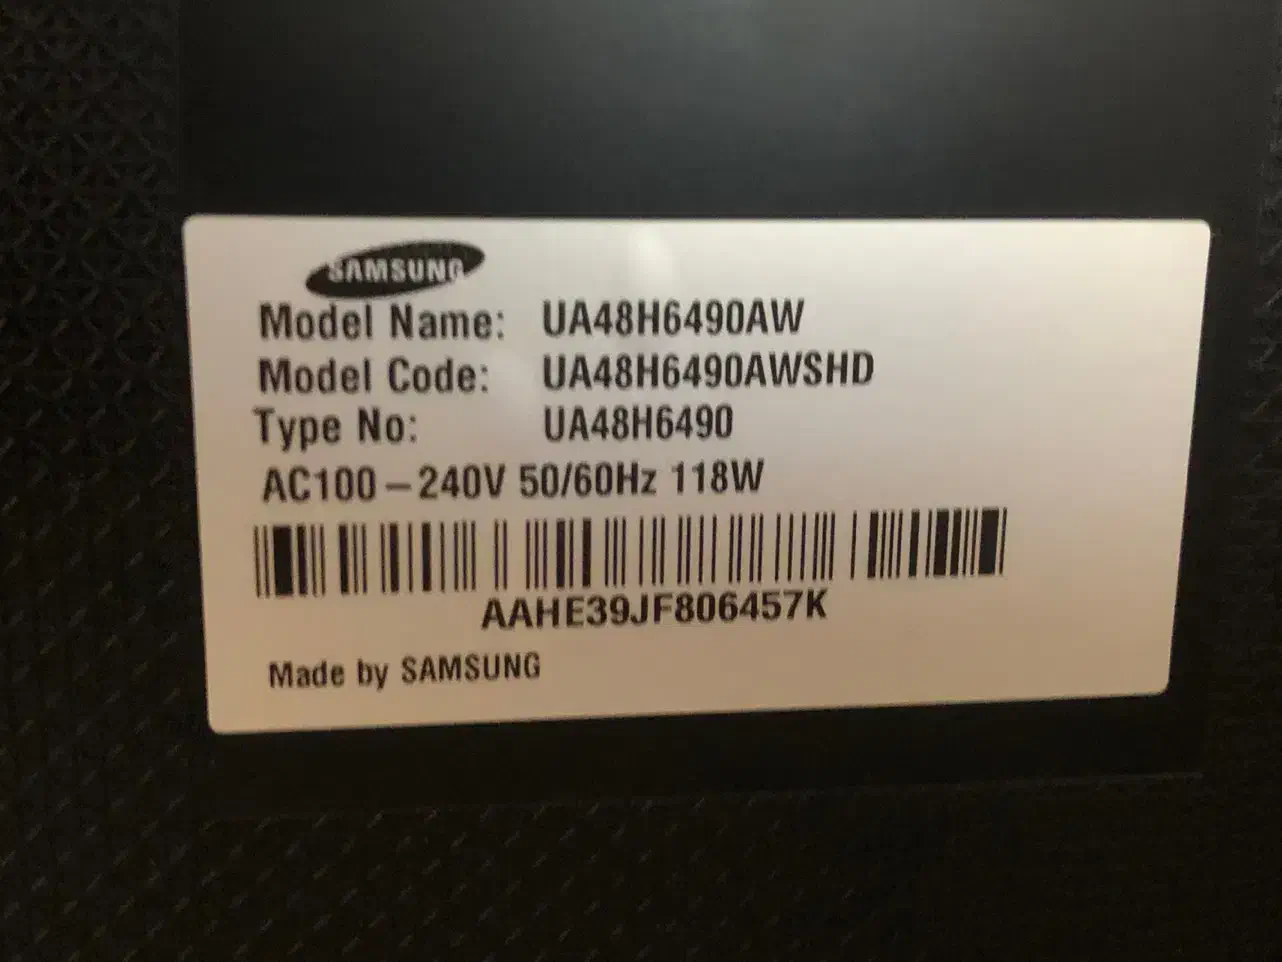 SAMSUNG
Model Name: UA48H6490AW
Model Code: UA48H6490AWSHD
Type No: UA48H6490
AC100-240V 50/60Hz 118W
AAHE39JF806457K
Made by SAMSUNG